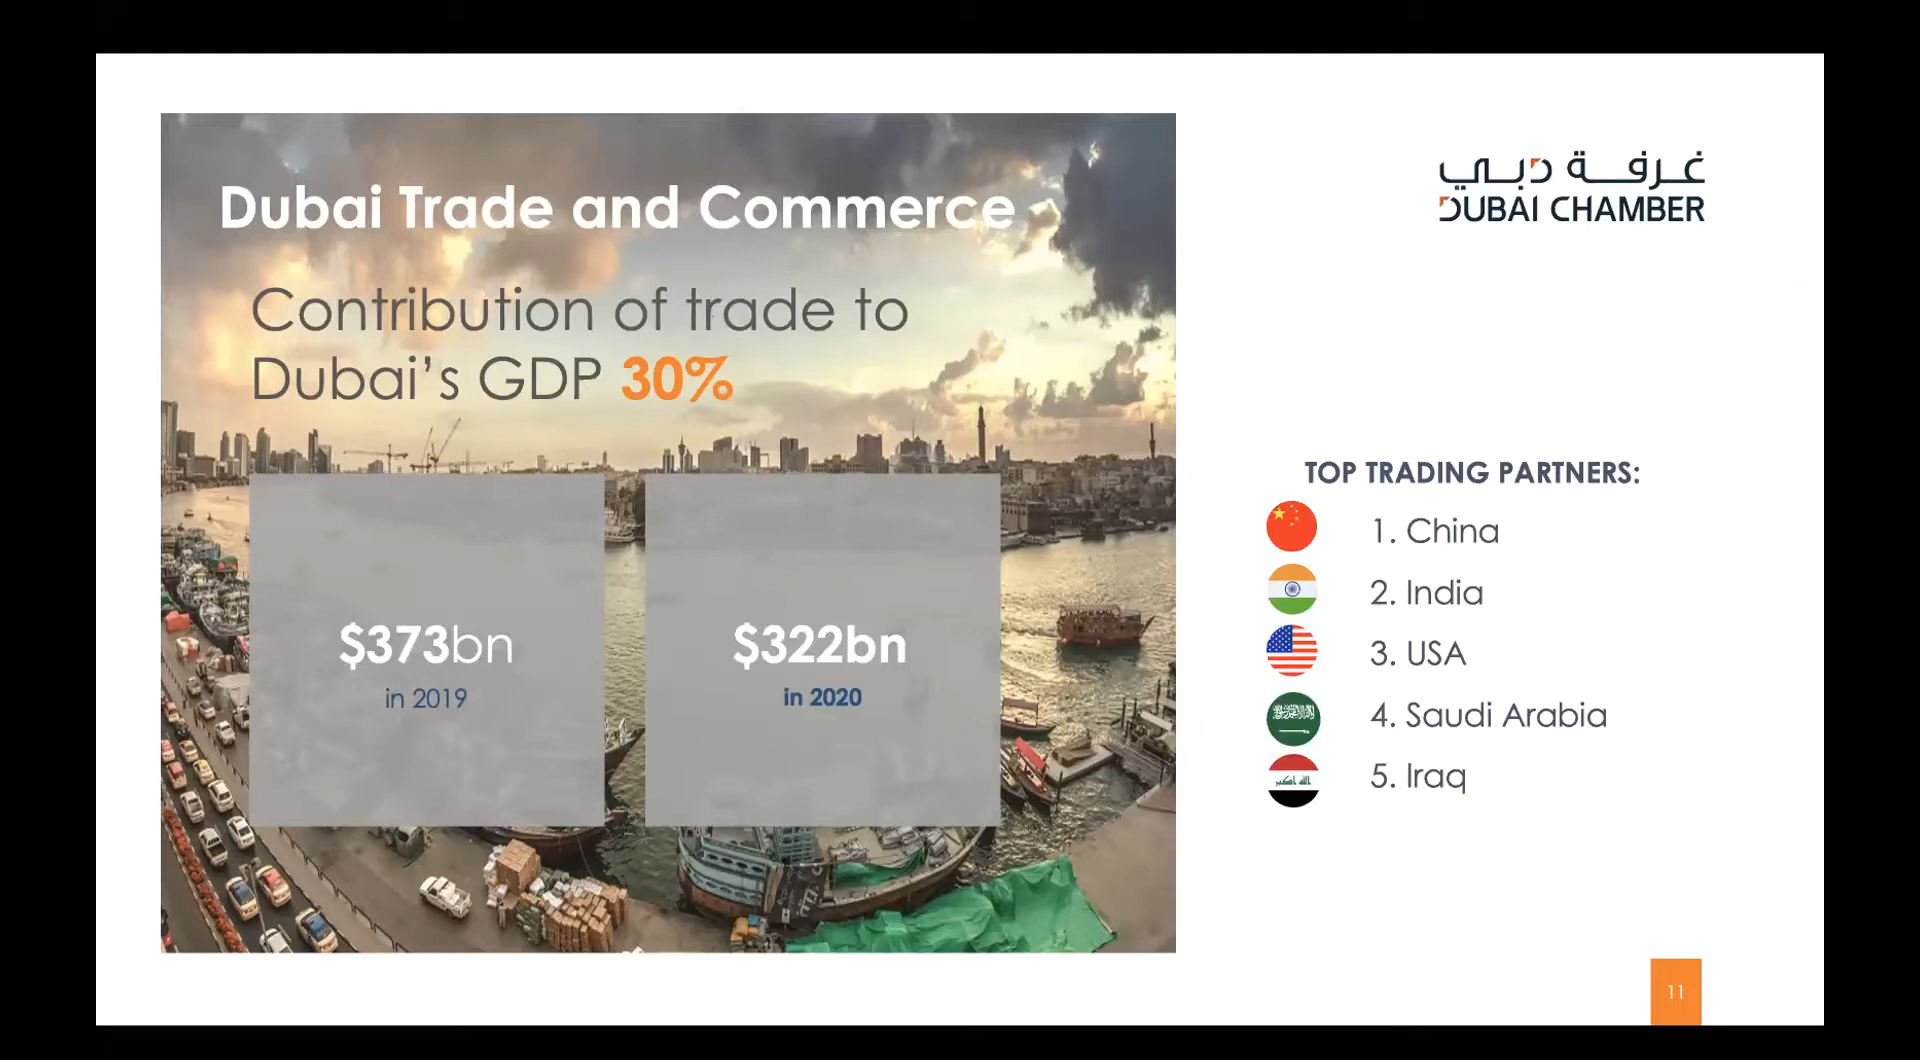 Dubai Trade and Commerce
Contribution of trade to
Dubai’s GDP 30%
$373bn
in 2019
$322bn
in 2020
غرفة دبي
DUBAI CHAMBER
TOP TRADING PARTNERS:
1. China
2. India
3. USA
4. Saudi Arabia
5. Iraq
11